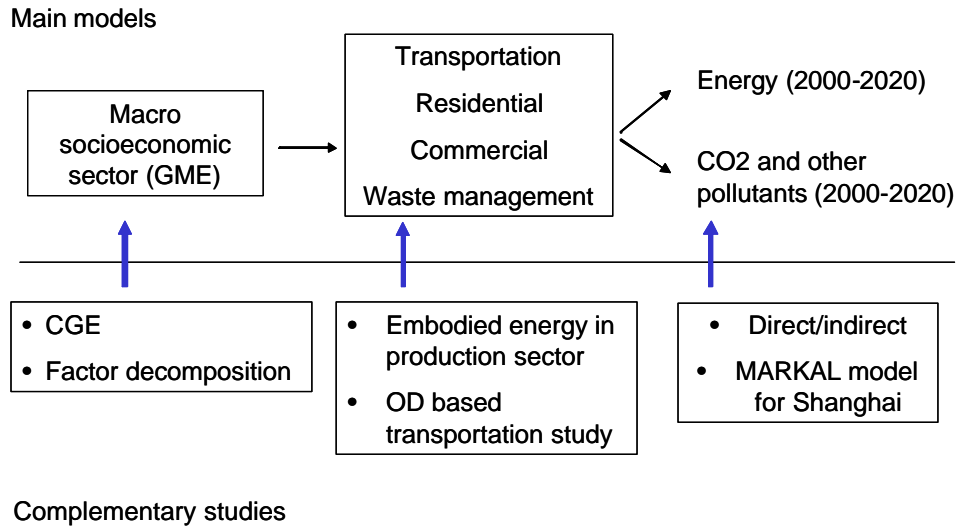 Main models
Macro
socioeconomic
sector (GME)
Transportation
Residential
Commercial
Waste management
Energy (2000-2020)
CO2 and other
pollutants (2000-2020)
• CGE
• Factor decomposition
• Embodied energy in
production sector
• OD based
transportation study
• Direct/indirect
• MARKAL model
for Shanghai
Complementary studies